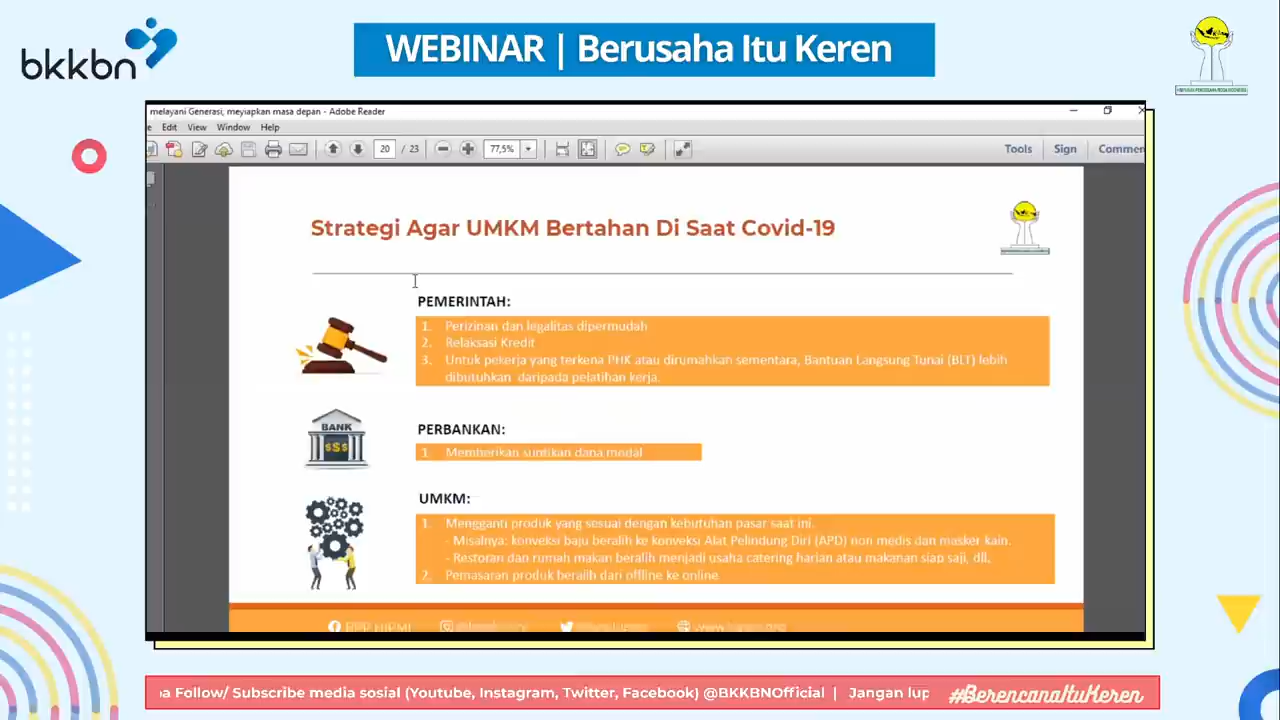 bkkbn
WEBINAR | Berusaha Itu Keren
melayani Generasi, meyiapkan masa depan - Adobe Reader
Edit View Window Help
20 / 23 77,5% Tools Sign Commen
Strategi Agar UMKM Bertahan Di Saat Covid-19
PEMERINTAH:
1. Perizinan dan legalitas dipermudah
2. Relaksasi Kredit
3. Untuk pekerja yang terkena PHK atau dirumahkan sementara, Bantuan Langsung Tunai (BLT) lebih
dibutuhkan daripada pelatihan kerja.
BANK
$$$
PERBANKAN:
1. Memberikan suntikan dana modal
UMKM:
1. Mengganti produk yang sesuai dengan kebutuhan pasar saat ini.
- Misalnya: konveksi baju beralih ke konveksi Alat Pelindung Diri (APD) non medis dan masker kain.
- Restoran dan rumah makan beralih menjadi usaha catering harian atau makanan siap saji, dll.
2. Pemasaran produk beralih dari offline ke online
BPP HIPMI
a Follow/ Subscribe media sosial (Youtube, Instagram, Twitter, Facebook) @BKKBNOfficial | Jangan lup
#BerencanaItuKeren